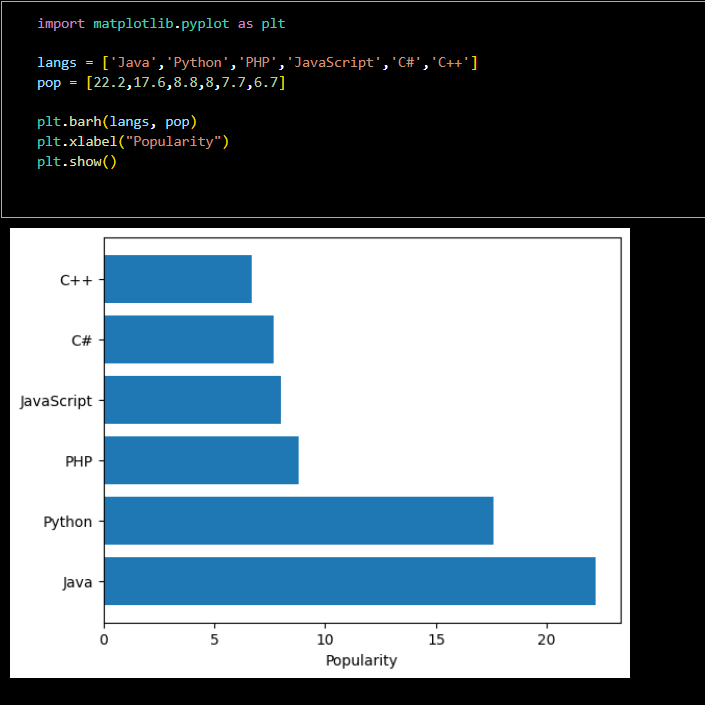 import matplotlib.pyplot as plt
langs = ['Java','Python','PHP','JavaScript','C#','C++']
pop = [22.2,17.6,8.8,8,7.7,6.7]
plt.barh(langs, pop)
plt.xlabel("Popularity")
plt.show()
C++
C#
JavaScript
PHP
Python
Java
0 5 10 15 20
Popularity